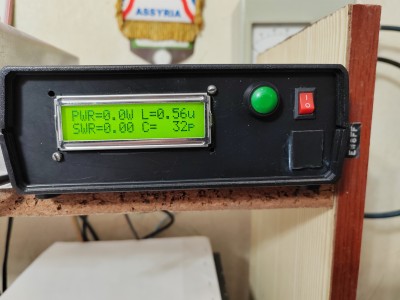 ASSYRIA
PWR=0.0W L=0.56u
SWR=0.00 C=  32p